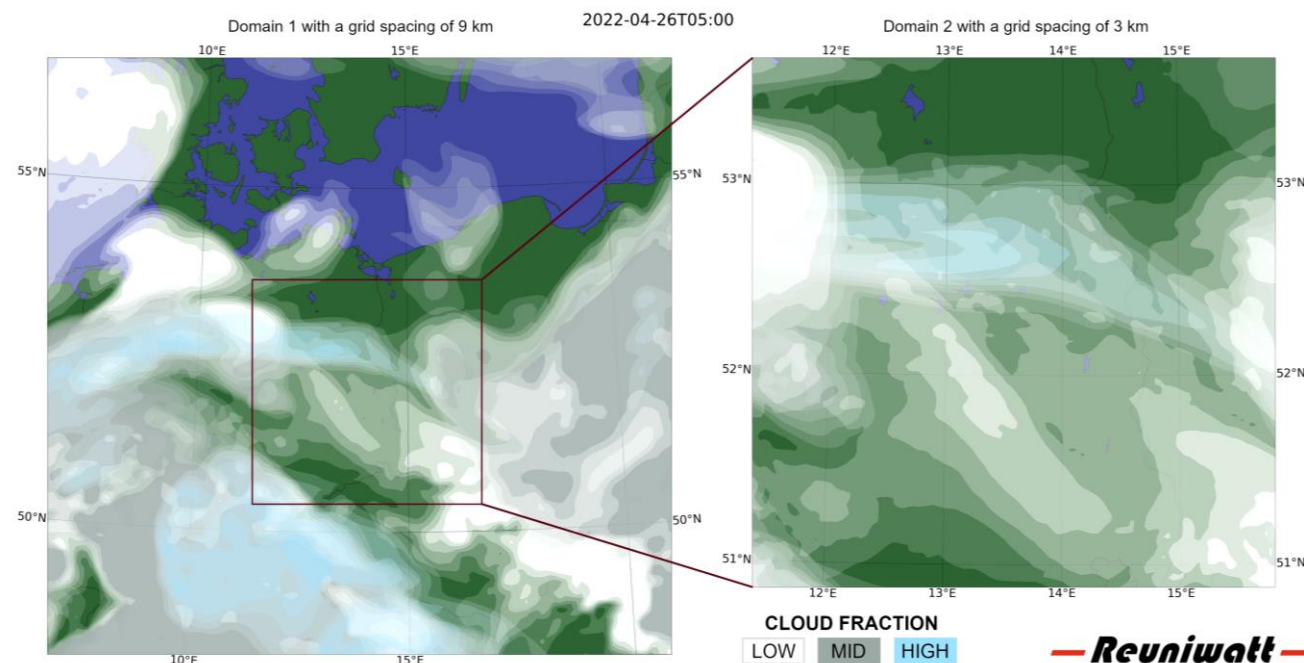 Domain 1 with a grid spacing of 9 km
2022-04-26T05:00
Domain 2 with a grid spacing of 3 km
10°E 15°E
12°E 13°E 14°E 15°E
55°N 55°N
53°N 53°N
52°N 52°N
50°N 50°N
51°N 51°N
12°E 13°E 14°E 15°E
10°E 15°E
CLOUD FRACTION
LOW MID HIGH
Reuniwatt